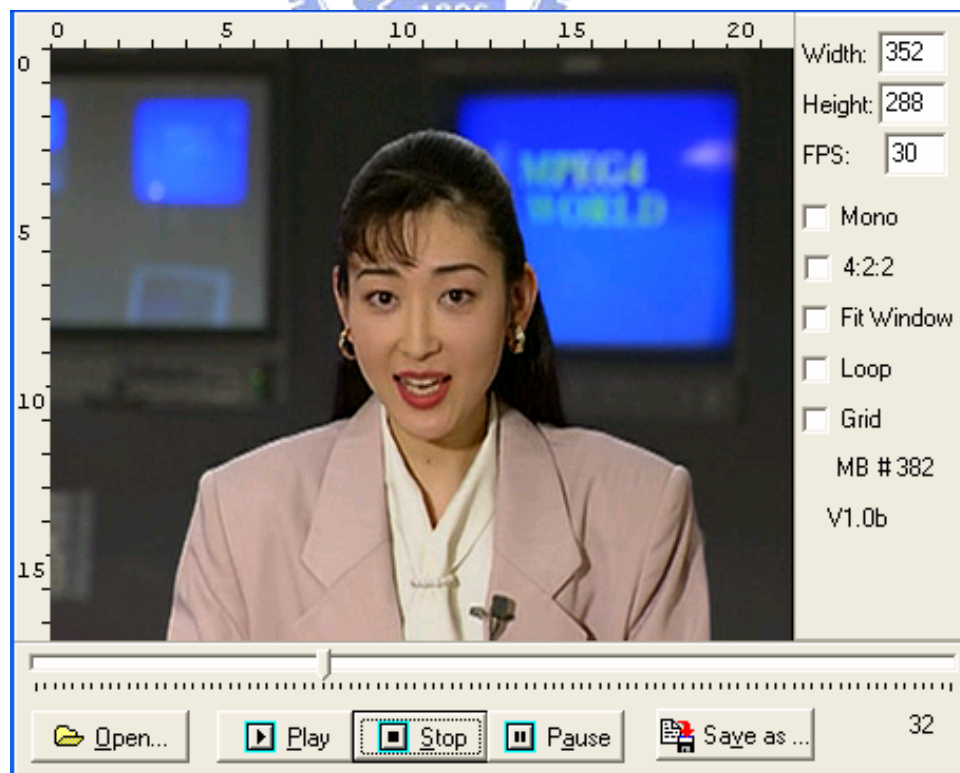 1896
0 5 10 15 20
0
5
10
15
MPEG4
WORLD
Width: 352
Height: 288
FPS: 30
Mono
4:2:2
Fit Window
Loop
Grid
MB # 382
V1.0b
Open...
Play
Stop
Pause
Save as ...
32